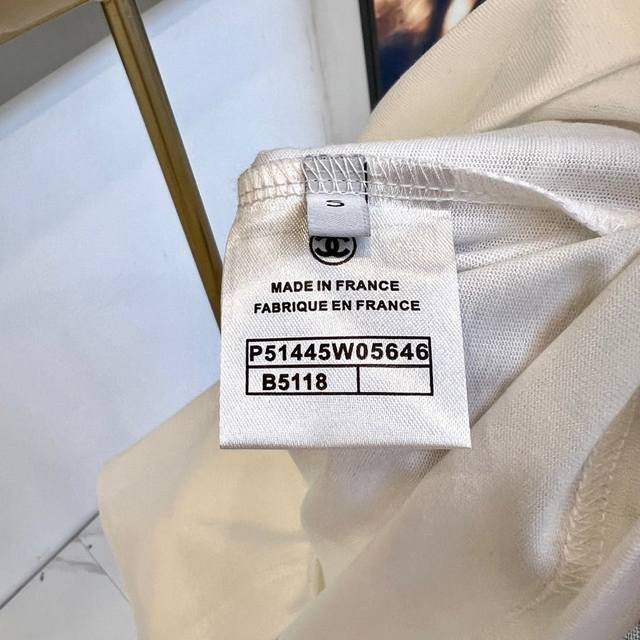 S
MADE IN FRANCE
FABRIQUE EN FRANCE
P51445W05646
B5118